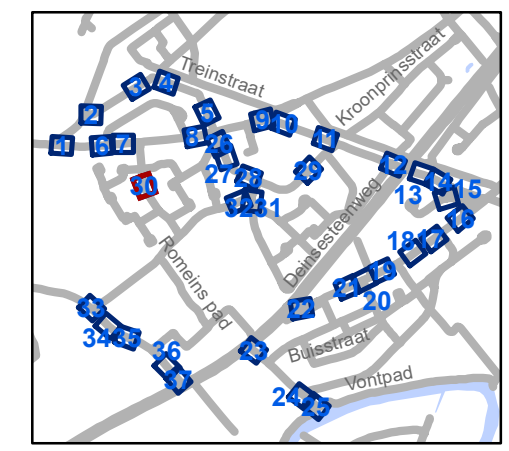 Treinstraat
Kroonprinsstraat
3 4
2 5
9 10
1 6 7 8 26 11
27 28 29 12
30 13 14 15
32 31
Deinsesteenweg
16
18 17
Romeins pad
21 19
20
33 22
34 35
36 23 Buisstraat
37 Vontpad
24 25